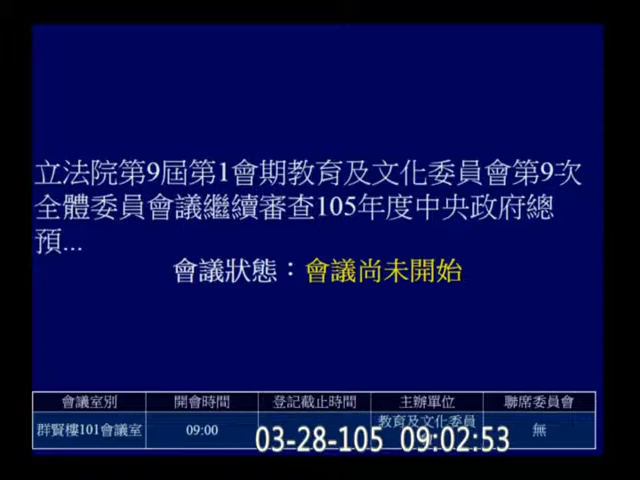 立法院第9屆第1會期教育及文化委員會第9次
全體委員會議繼續審查105年度中央政府總
預...
會議狀態：會議尚未開始
會議室別 開會時間 登記截止時間 主辦單位 聯席委員會
群賢樓101會議室 09:00 教育及文化委員 無
03-28-105 09:02:53